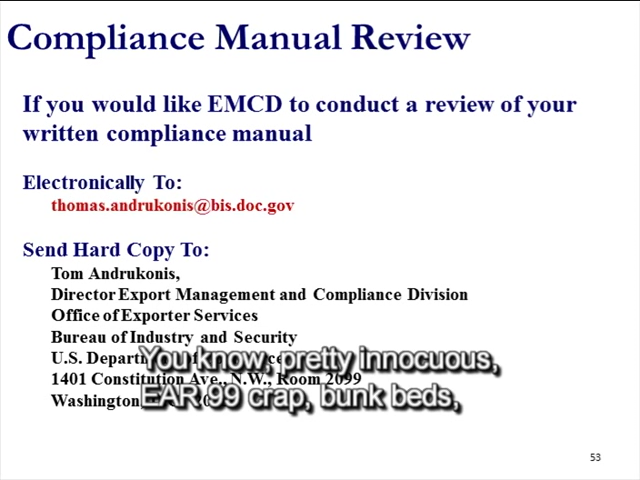 Compliance Manual Review
If you would like EMCD to conduct a review of your
written compliance manual
Electronically To:
thomas.andrukonis@bis.doc.gov
Send Hard Copy To:
Tom Andrukonis,
Director Export Management and Compliance Division
Office of Exporter Services
Bureau of Industry and Security
U.S.
1401 Constitution Ave., N.W., Room 2099
Washington,
You know, pretty innocuous,
EAR 99 crap, bunk beds,
53